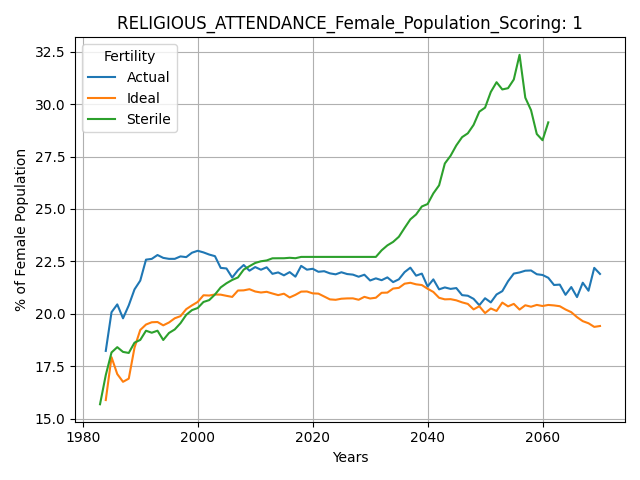 RELIGIOUS_ATTENDANCE_Female_Population_Scoring: 1
Fertility
Actual
Ideal
Sterile
% of Female Population
32.5
30.0
27.5
25.0
22.5
20.0
17.5
15.0
1980
2000
2020
2040
2060
Years